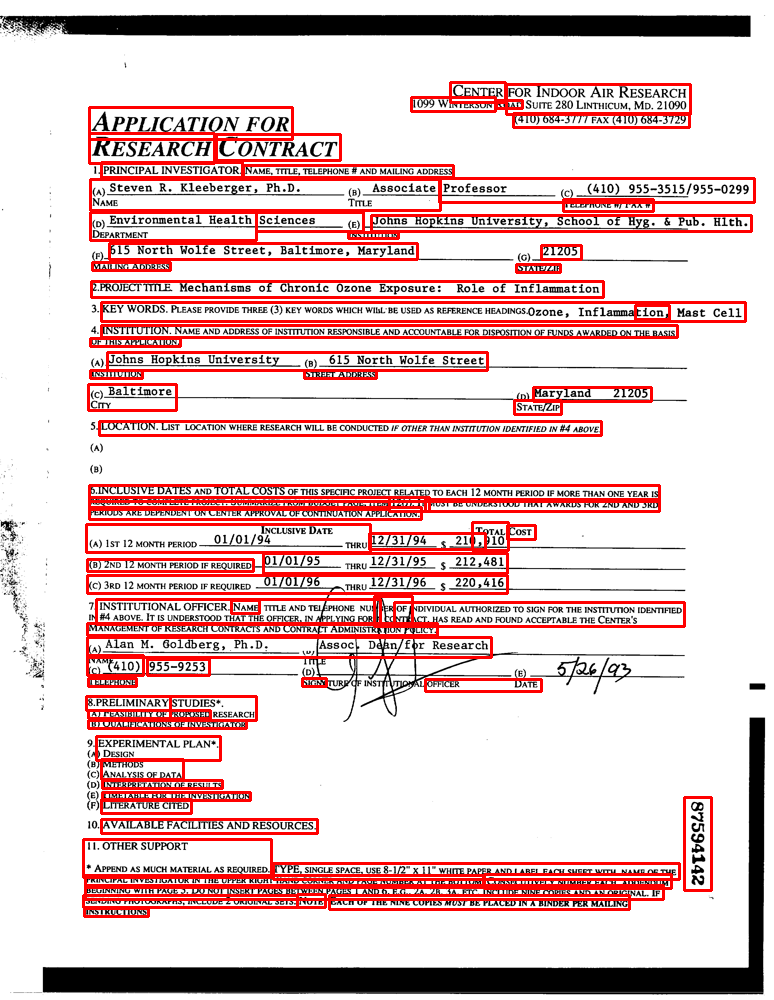 CENTER FOR INDOOR AIR RESEARCH
1099 WINTERSON ROAD SUITE 280 LINTHICUM, MD. 21090
(410) 684-3777 FAX (410) 684-3729
APPLICATION FOR
RESEARCH CONTRACT
1. PRINCIPAL INVESTIGATOR. NAME, TITLE, TELEPHONE # AND MAILING ADDRESS
(A) Steven R. Kleeberger, Ph.D. (B) Associate Professor (C) (410) 955-3515/955-0299
NAME TITLE TELEPHONE #/ FAX #
(D) Environmental Health Sciences (E) Johns Hopkins University, School of Hyg. & Pub. Hlth.
DEPARTMENT INSTITUTION
(F) 615 North Wolfe Street, Baltimore, Maryland (G) 21205
MAILING ADDRESS STATE/ZIP
2.PROJECT TITLE. Mechanisms of Chronic Ozone Exposure: Role of Inflammation
3. KEY WORDS. PLEASE PROVIDE THREE (3) KEY WORDS WHICH WILL BE USED AS REFERENCE HEADINGS.Ozone, Inflammation, Mast Cell
4. INSTITUTION. NAME AND ADDRESS OF INSTITUTION RESPONSIBLE AND ACCOUNTABLE FOR DISPOSITION OF FUNDS AWARDED ON THE BASIS
OF THIS APPLICATION.
(A) Johns Hopkins University (B) 615 North Wolfe Street
INSTITUTION STREET ADDRESS
(C) Baltimore (D) Maryland 21205
CITY STATE/ZIP
5. LOCATION. LIST LOCATION WHERE RESEARCH WILL BE CONDUCTED IF OTHER THAN INSTITUTION IDENTIFIED IN #4 ABOVE.
(A)
(B)
6.INCLUSIVE DATES AND TOTAL COSTS OF THIS SPECIFIC PROJECT RELATED TO EACH 12 MONTH PERIOD IF MORE THAN ONE YEAR IS
REQUIRED TO COMPLETE PROJECT. SUMMARIZE FROM BUDGET PAGE, ITEM 12(J). IT MUST BE UNDERSTOOD THAT AWARDS FOR 2ND AND 3RD
PERIODS ARE DEPENDENT ON CENTER APPROVAL OF CONTINUATION APPLICATION.
INCLUSIVE DATE TOTAL COST
(A) 1ST 12 MONTH PERIOD 01/01/94 THRU 12/31/94 $ 210,910
(B) 2ND 12 MONTH PERIOD IF REQUIRED 01/01/95 THRU 12/31/95 $ 212,481
(C) 3RD 12 MONTH PERIOD IF REQUIRED 01/01/96 THRU 12/31/96 $ 220,416
7. INSTITUTIONAL OFFICER. NAME, TITLE AND TELEPHONE NUMBER OF INDIVIDUAL AUTHORIZED TO SIGN FOR THE INSTITUTION IDENTIFIED
IN #4 ABOVE. IT IS UNDERSTOOD THAT THE OFFICER, IN APPLYING FOR A CONTRACT, HAS READ AND FOUND ACCEPTABLE THE CENTER'S
MANAGEMENT OF RESEARCH CONTRACTS AND CONTRACT ADMINISTRATION POLICY.
(A) Alan M. Goldberg, Ph.D. (B) Assoc. Dean for Research
NAME TITLE
(C) (410) 955-9253 (D) (E) 5/26/93
TELEPHONE SIGNATURE OF INSTITUTIONAL OFFICER DATE
8.PRELIMINARY STUDIES*.
(A) FEASIBILITY OF PROPOSED RESEARCH
(B) QUALIFICATIONS OF INVESTIGATOR
9. EXPERIMENTAL PLAN*.
(A) DESIGN
(B) METHODS
(C) ANALYSIS OF DATA
(D) INTERPRETATION OF RESULTS
(E) TIMETABLE FOR THE INVESTIGATION
(F) LITERATURE CITED
10. AVAILABLE FACILITIES AND RESOURCES.
11. OTHER SUPPORT
* APPEND AS MUCH MATERIAL AS REQUIRED. TYPE, SINGLE SPACE, USE 8-1/2" X 11" WHITE PAPER AND LABEL EACH SHEET WITH NAME OF THE
PRINCIPAL INVESTIGATOR IN THE UPPER RIGHT HAND CORNER AND PAGE NUMBER AT THE BOTTOM. CONSECUTIVELY NUMBER EACH ADDENDUM
BEGINNING WITH PAGE 3. DO NOT INSERT PAGES BETWEEN PAGES 1 AND 6, E.G., 2A, 2B, 3A, ETC. INCLUDE NINE COPIES AND AN ORIGINAL. IF
SENDING PHOTOGRAPHS, INCLUDE 2 ORIGINAL SETS. NOTE: EACH OF THE NINE COPIES MUST BE PLACED IN A BINDER PER MAILING
INSTRUCTIONS.
87594142